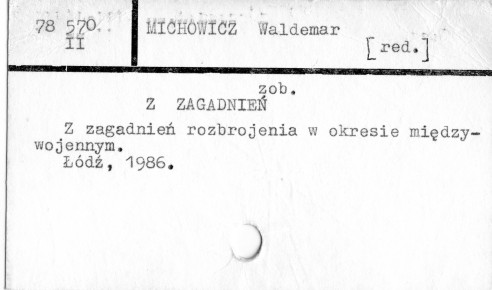 78 570 MICHOWICZ Waldemar
II [red.]
zob.
Z ZAGADNIEŃ
Z zagadnień rozbrojenia w okresie między-
wojennym.
Łódź, 1986.